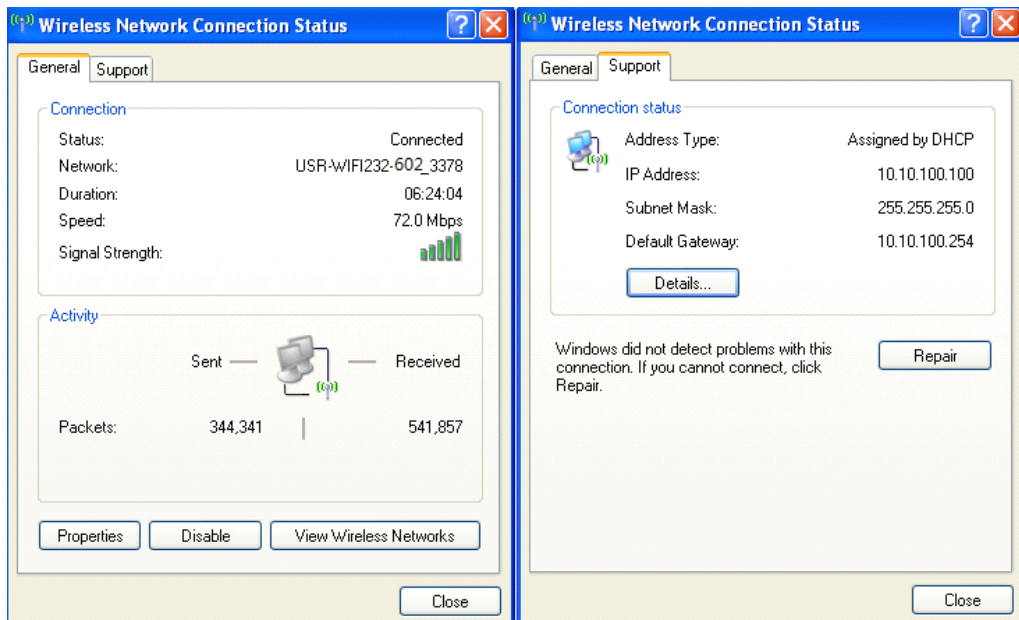 Wireless Network Connection Status
General Support
Connection
Status: Connected
Network: USR-WIFI232-602_3378
Duration: 06:24:04
Speed: 72.0 Mbps
Signal Strength:
Activity
Sent Received
Packets: 344,341 541,857
Properties Disable View Wireless Networks
Close
Wireless Network Connection Status
General Support
Connection status
Address Type: Assigned by DHCP
IP Address: 10.10.100.100
Subnet Mask: 255.255.255.0
Default Gateway: 10.10.100.254
Details...
Windows did not detect problems with this
connection. If you cannot connect, click
Repair.
Repair
Close